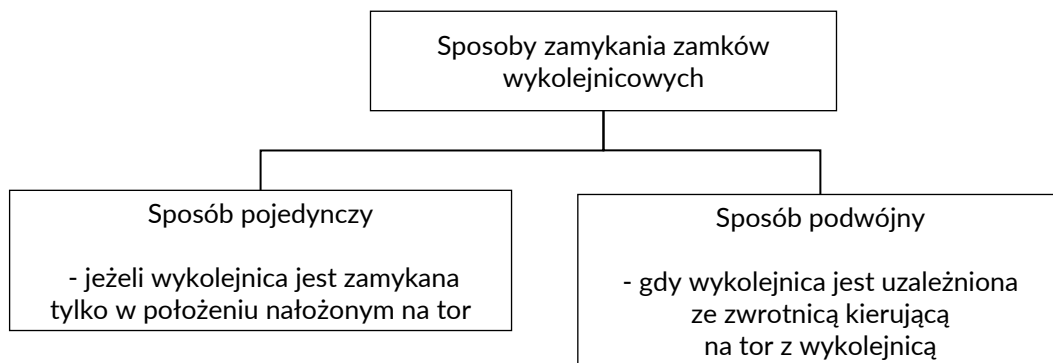 Sposoby zamykania zamków
wykolejnicowych
Sposób pojedynczy
- jeżeli wykolejnica jest zamykana
tylko w położeniu nałożonym na tor
Sposób podwójny
- gdy wykolejnica jest uzależniona
ze zwrotnicą kierującą
na tor z wykolejnicą